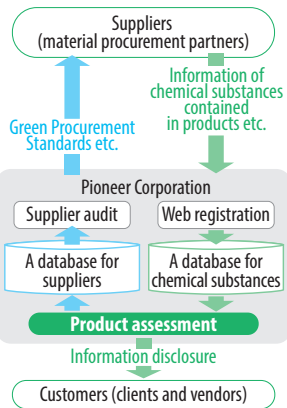 Suppliers
(material procurement partners)
Information of
chemical substances
contained
in products etc.
Green Procurement
Standards etc.
Pioneer Corporation
Supplier audit
Web registration
A database for
suppliers
A database for
chemical substances
Product assessment
Information disclosure
Customers (clients and vendors)